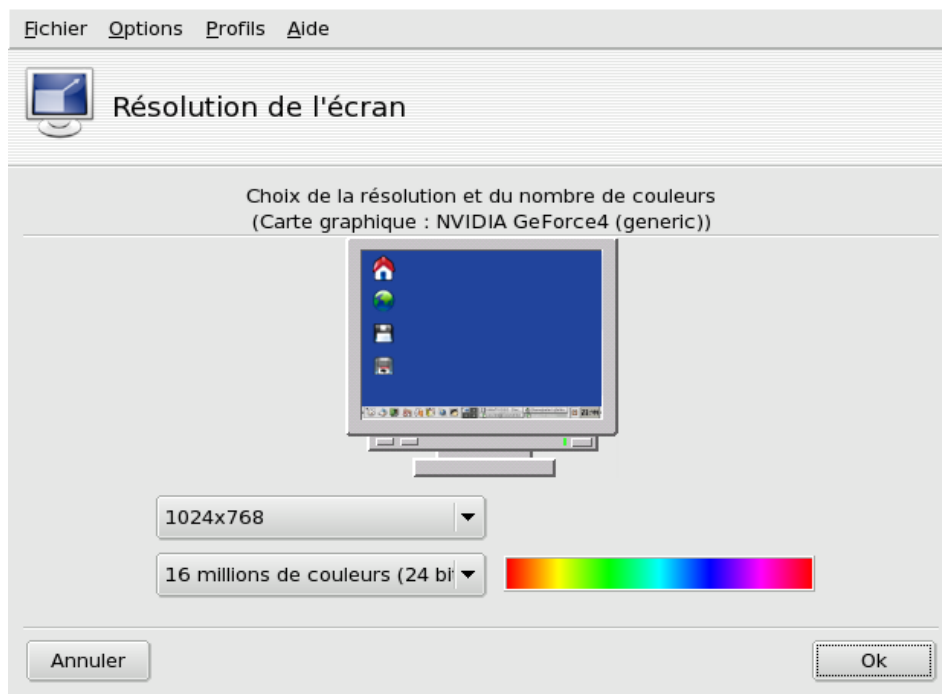 Fichier Options Profils Aide
Résolution de l'écran
Choix de la résolution et du nombre de couleurs
(Carte graphique : NVIDIA GeForce4 (generic))
1024x768
16 millions de couleurs (24 bi
Annuler Ok